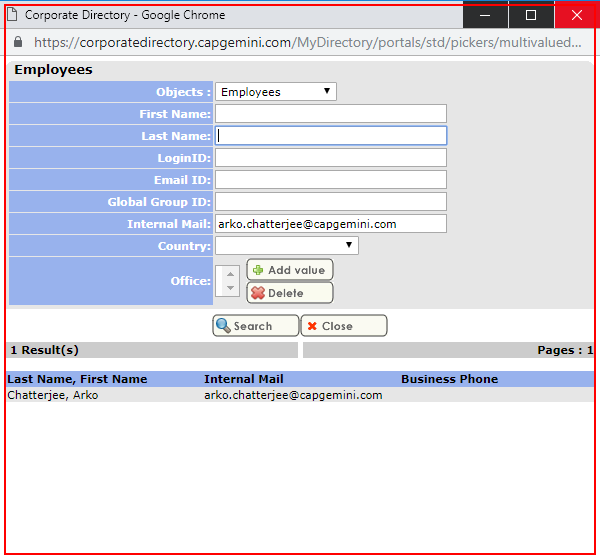 Corporate Directory - Google Chrome
https://corporatedirectory.capgemini.com/MyDirectory/portals/std/pickers/multivalued...
Employees
Objects : Employees
First Name:
Last Name:
LoginID:
Email ID:
Global Group ID:
Internal Mail: arko.chatterjee@capgemini.com
Country:
Office: Add value
Delete
Search Close
1 Result(s) Pages : 1
Last Name, First Name Internal Mail Business Phone
Chatterjee, Arko arko.chatterjee@capgemini.com